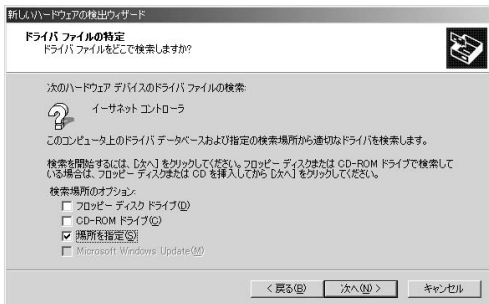 新しいハードウェアの検出ウィザード
ドライバ ファイルの特定
ドライバ ファイルをどこで検索しますか?
次のハードウェア デバイスのドライバ ファイルの検索:
イーサネット コントローラ
このコンピュータ上のドライバ データベースおよび指定の検索場所から適切なドライバを検索します。
検索を開始するには、[次へ] をクリックしてください。フロッピー ディスクまたは CD-ROM ドライブで検索して
いる場合は、フロッピー ディスクまたは CD を挿入してから [次へ] をクリックしてください。
検索場所のオプション:
フロッピー ディスク ドライブ(D)
CD-ROM ドライブ(C)
場所を指定(S)
Microsoft Windows Update(M)
< 戻る(B)
次へ(N) >
キャンセル